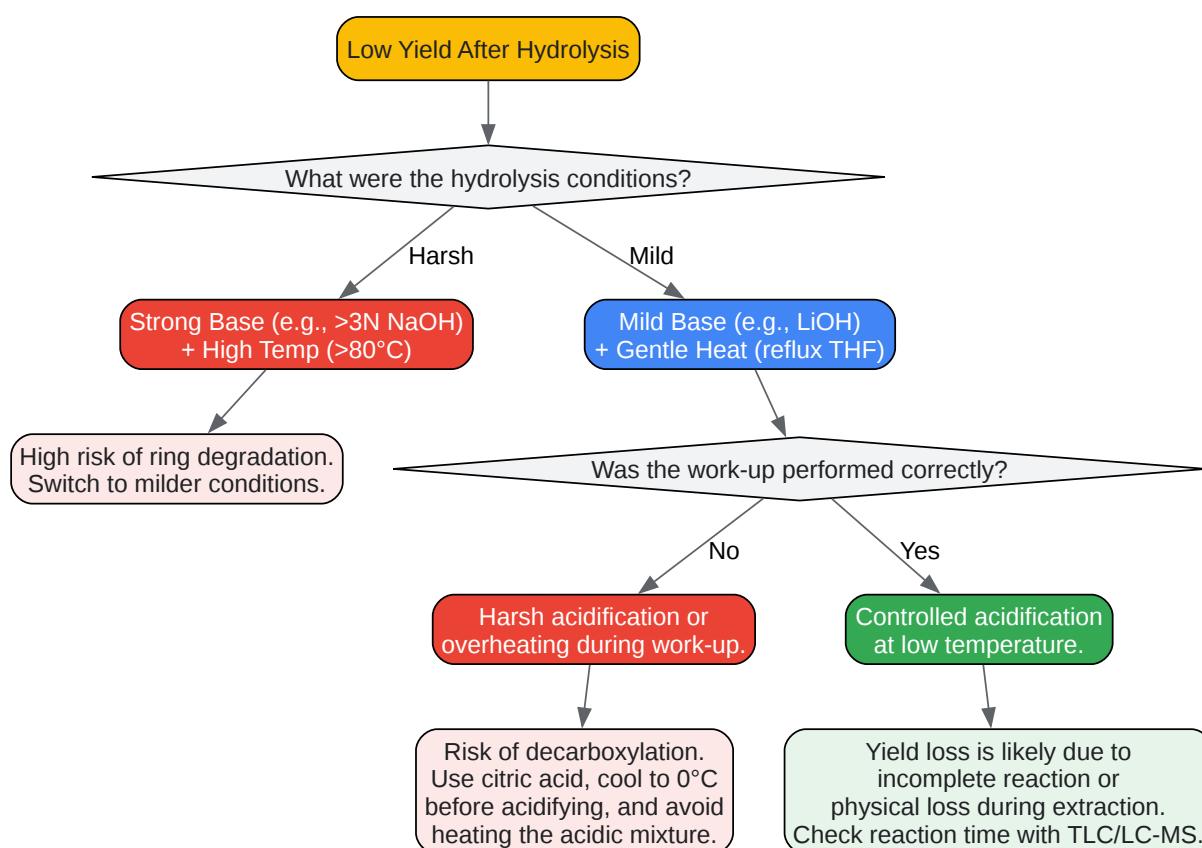 Low Yield After Hydrolysis
What were the hydrolysis conditions?
Harsh
Mild
Strong Base (e.g., >3N NaOH)
+ High Temp (>80°C)
Mild Base (e.g., LiOH)
+ Gentle Heat (reflux THF)
High risk of ring degradation.
Switch to milder conditions.
Was the work-up performed correctly?
No
Yes
Harsh acidification or
overheating during work-up.
Controlled acidification
at low temperature.
Risk of decarboxylation.
Use citric acid, cool to 0°C
before acidifying, and avoid
heating the acidic mixture.
Yield loss is likely due to
incomplete reaction or
physical loss during extraction.
Check reaction time with TLC/LC-MS.